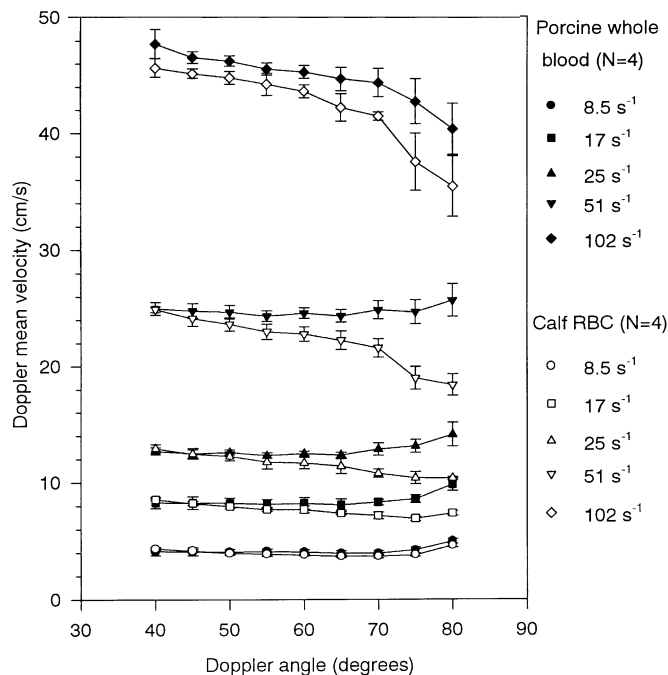 Doppler mean velocity (cm/s)
50
40
30
20
10
0
30
40
50
60
70
80
90
Doppler angle (degrees)
Porcine whole
blood (N=4)
8.5 s⁻¹
17 s⁻¹
25 s⁻¹
51 s⁻¹
102 s⁻¹
Calf RBC (N=4)
8.5 s⁻¹
17 s⁻¹
25 s⁻¹
51 s⁻¹
102 s⁻¹